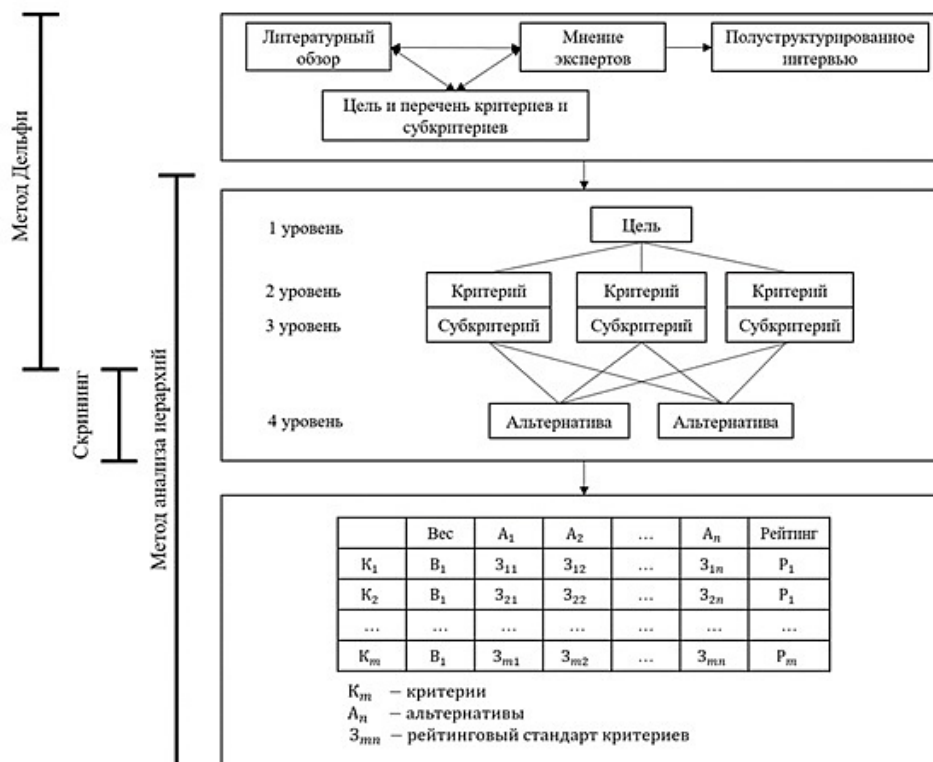 Метод Дельфи
Скрининг
Метод анализа иерархий
Литературный
обзор
Мнение
экспертов
Полуструктурированное
интервью
Цель и перечень критериев и
субкритериев
1 уровень
Цель
2 уровень
Критерий
Критерий
Критерий
3 уровень
Субкритерий
Субкритерий
Субкритерий
4 уровень
Альтернатива
Альтернатива
Вес A₁ A₂ … Aₙ Рейтинг
К₁ В₁ З₁₁ З₁₂ … З₁ₙ Р₁
К₂ В₁ З₂₁ З₂₂ … З₂ₙ Р₁
… … … … … … …
Кₘ В₁ Зₘ₁ Зₘ₂ … Зₘₙ Рₘ
Кₘ – критерии
Аₙ – альтернативы
Зₘₙ – рейтинговый стандарт критериев